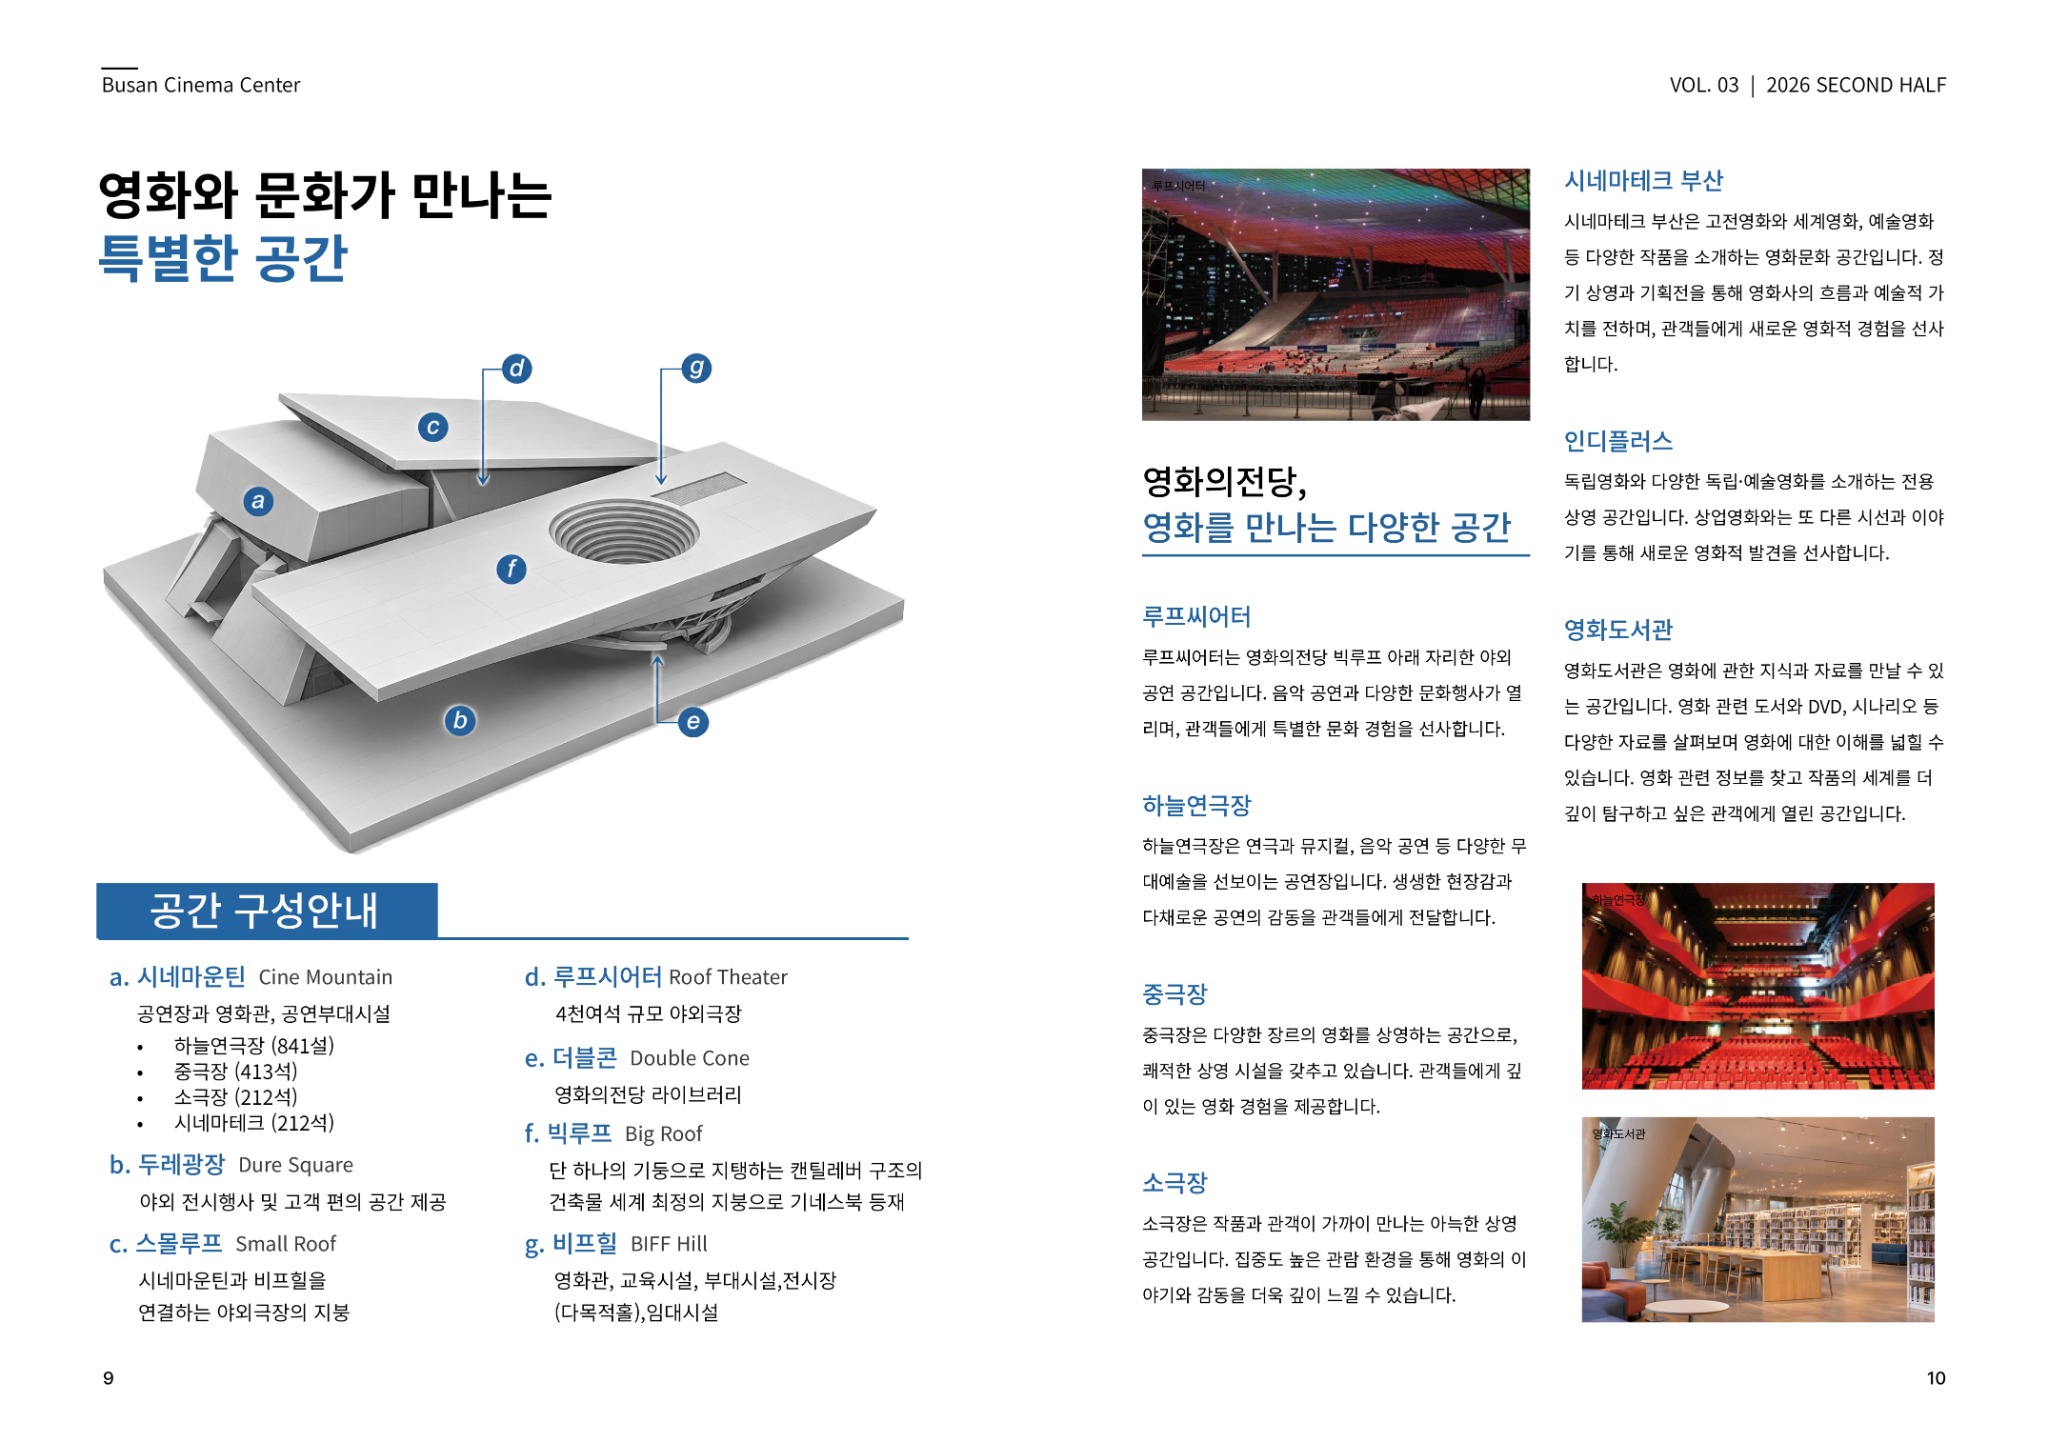 Busan Cinema Center
VOL. 03 | 2026 SECOND HALF
영화와 문화가 만나는
특별한 공간
d
g
c
a
f
b
e
공간 구성안내
a. 시네마운틴 Cine Mountain
공연장과 영화관, 공연부대시설
• 하늘연극장 (841설)
• 중극장 (413석)
• 소극장 (212석)
• 시네마테크 (212석)
b. 두레광장 Dure Square
야외 전시행사 및 고객 편의 공간 제공
c. 스몰루프 Small Roof
시네마운틴과 비프힐을
연결하는 야외극장의 지붕
d. 루프시어터 Roof Theater
4천여석 규모 야외극장
e. 더블콘 Double Cone
영화의전당 라이브러리
f. 빅루프 Big Roof
단 하나의 기둥으로 지탱하는 캔틸레버 구조의
건축물 세계 최정의 지붕으로 기네스북 등재
g. 비프힐 BIFF Hill
영화관, 교육시설, 부대시설,전시장
(다목적홀),임대시설
9
루프시어터
영화의전당,
영화를 만나는 다양한 공간
루프씨어터
루프씨어터는 영화의전당 빅루프 아래 자리한 야외
공연 공간입니다. 음악 공연과 다양한 문화행사가 열
리며, 관객들에게 특별한 문화 경험을 선사합니다.
하늘연극장
하늘연극장은 연극과 뮤지컬, 음악 공연 등 다양한 무
대예술을 선보이는 공연장입니다. 생생한 현장감과
다채로운 공연의 감동을 관객들에게 전달합니다.
중극장
중극장은 다양한 장르의 영화를 상영하는 공간으로,
쾌적한 상영 시설을 갖추고 있습니다. 관객들에게 깊
이 있는 영화 경험을 제공합니다.
소극장
소극장은 작품과 관객이 가까이 만나는 아늑한 상영
공간입니다. 집중도 높은 관람 환경을 통해 영화의 이
야기와 감동을 더욱 깊이 느낄 수 있습니다.
시네마테크 부산
시네마테크 부산은 고전영화와 세계영화, 예술영화
등 다양한 작품을 소개하는 영화문화 공간입니다. 정
기 상영과 기획전을 통해 영화사의 흐름과 예술적 가
치를 전하며, 관객들에게 새로운 영화적 경험을 선사
합니다.
인디플러스
독립영화와 다양한 독립·예술영화를 소개하는 전용
상영 공간입니다. 상업영화와는 또 다른 시선과 이야
기를 통해 새로운 영화적 발견을 선사합니다.
영화도서관
영화도서관은 영화에 관한 지식과 자료를 만날 수 있
는 공간입니다. 영화 관련 도서와 DVD, 시나리오 등
다양한 자료를 살펴보며 영화에 대한 이해를 넓힐 수
있습니다. 영화 관련 정보를 찾고 작품의 세계를 더
깊이 탐구하고 싶은 관객에게 열린 공간입니다.
하늘연극장
영화도서관
10